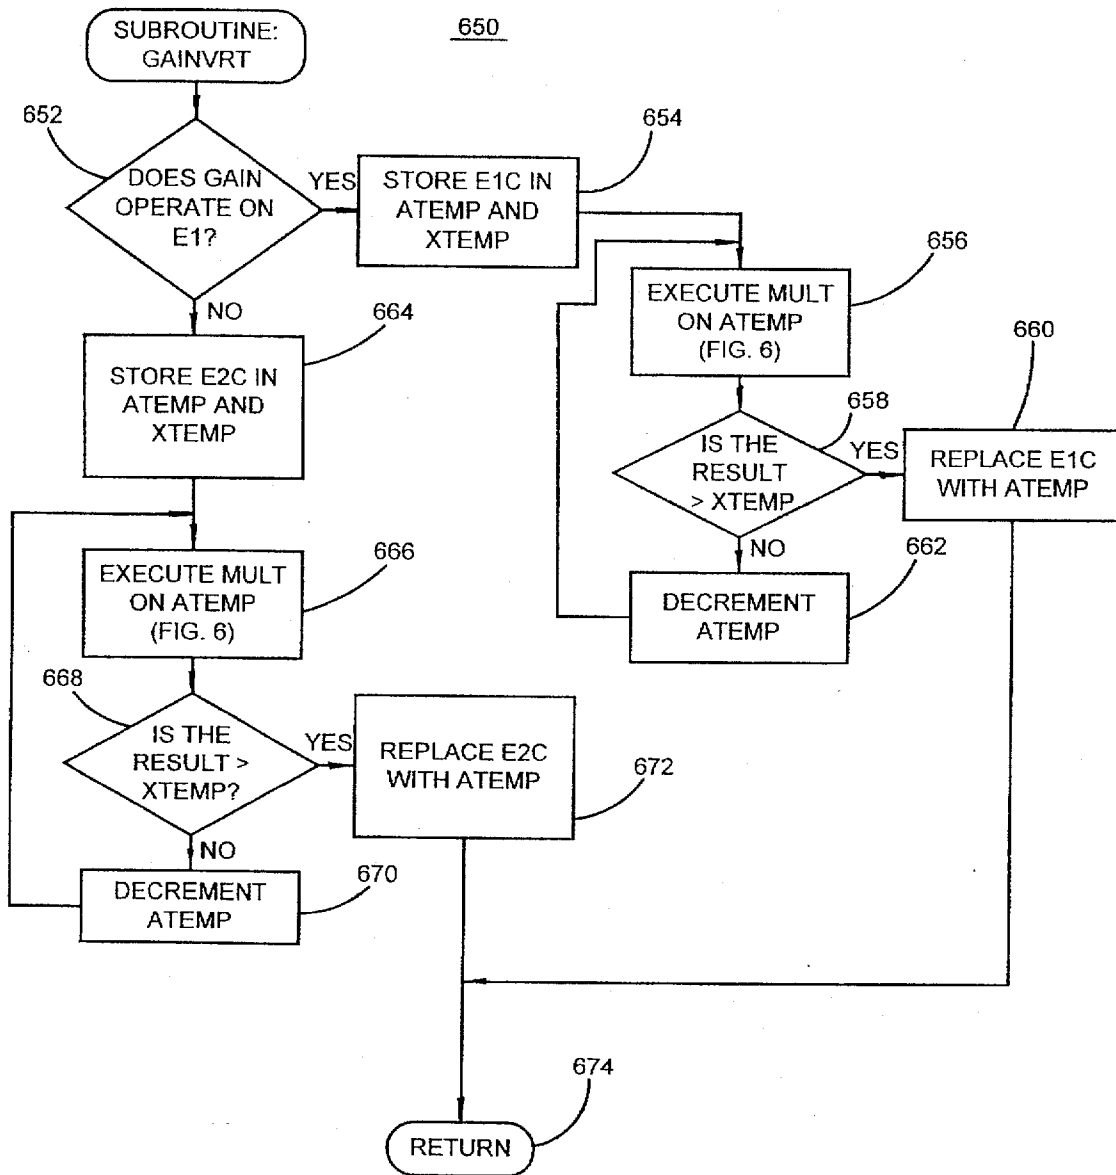 SUBROUTINE:
GAINVRT
650
652
DOES GAIN
OPERATE ON
E1?
YES
STORE E1C IN
ATEMP AND
XTEMP
654
EXECUTE MULT
ON ATEMP
(FIG. 6)
656
NO
664
STORE E2C IN
ATEMP AND
XTEMP
IS THE
RESULT
> XTEMP
658
YES
660
REPLACE E1C
WITH ATEMP
NO
662
DECREMENT
ATEMP
EXECUTE MULT
ON ATEMP
(FIG. 6)
666
668
IS THE
RESULT >
XTEMP?
YES
REPLACE E2C
WITH ATEMP
672
NO
670
DECREMENT
ATEMP
674
RETURN